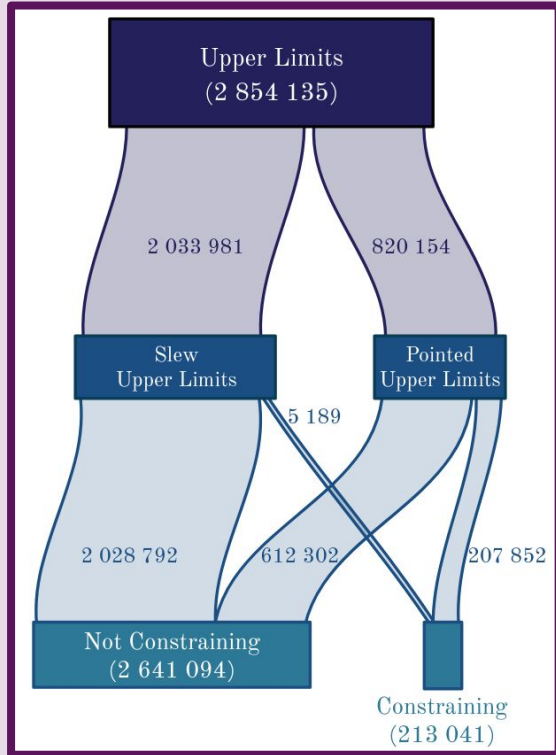 Upper Limits
(2 854 135)
2 033 981
820 154
Slew
Upper Limits
Pointed
Upper Limits
5 189
2 028 792
612 302
207 852
Not Constraining
(2 641 094)
Constraining
(213 041)